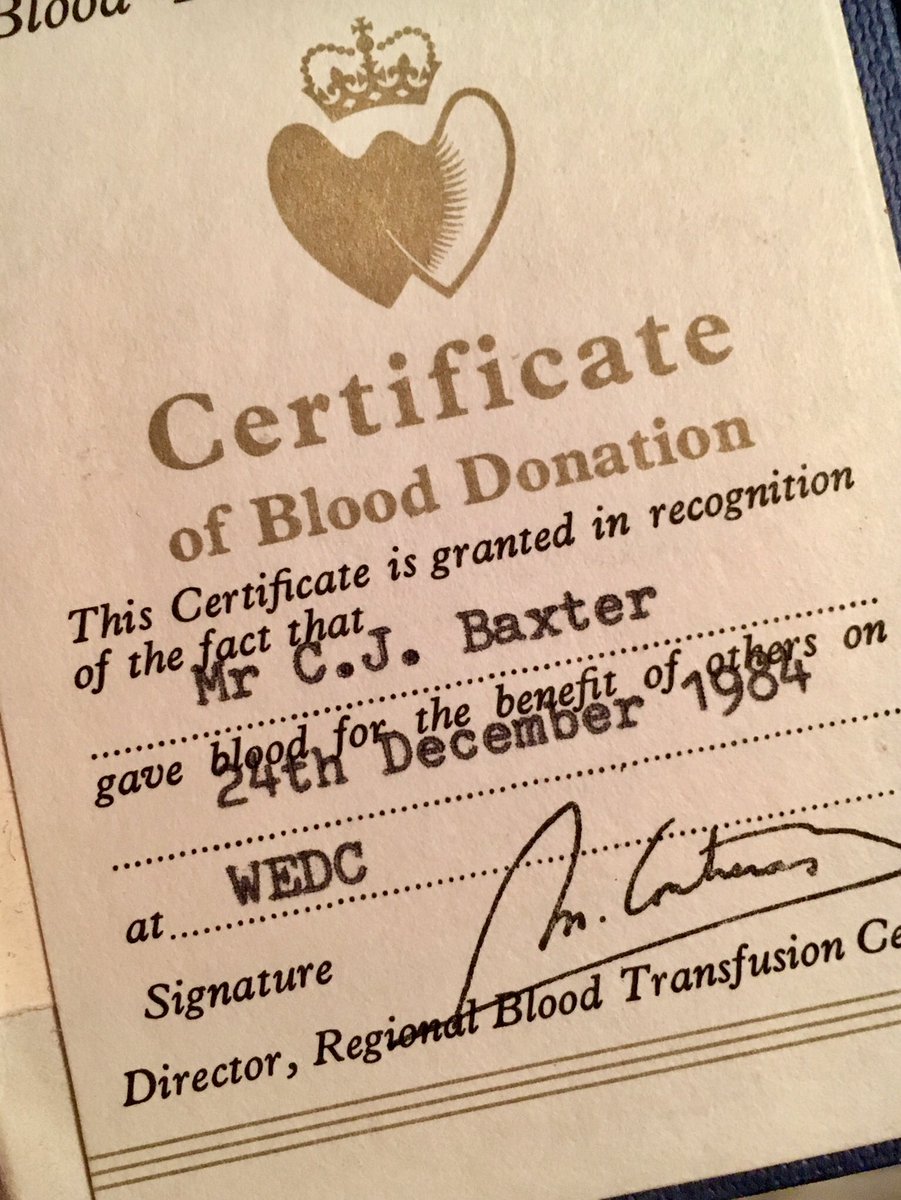 Blood
Certificate
of Blood Donation
This Certificate is granted in recognition
of the fact that
Mr C.J. Baxter
gave blood for the benefit of others on
24th December 1984
at WEDC
Signature M. Contreras
Director, Regional Blood Transfusion Ce